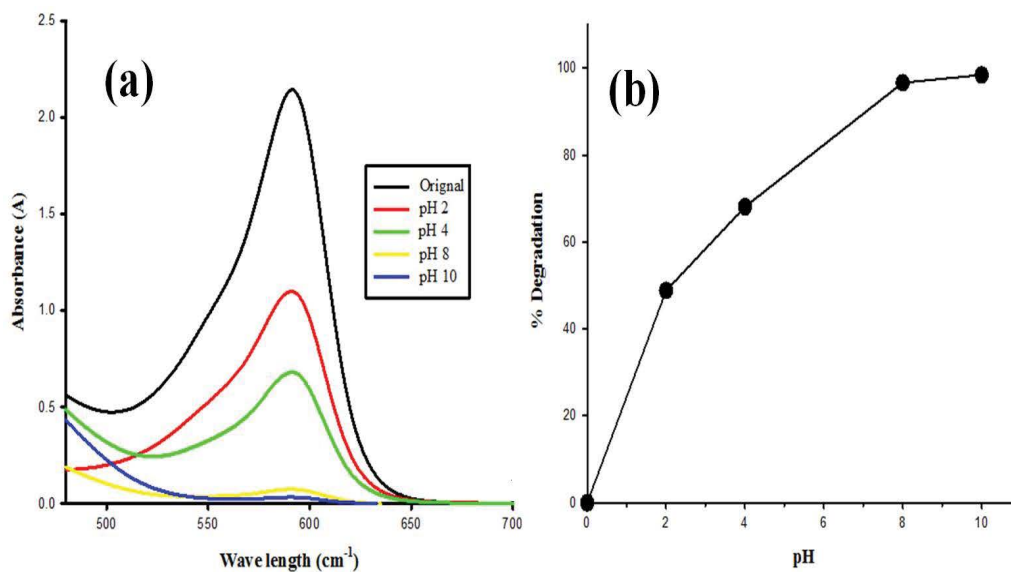 (a)
2.5
2.0
1.5
1.0
0.5
0.0
Absorbance (A)
Orignal
pH 2
pH 4
pH 8
pH 10
500
550
600
650
700
Wave length (cm⁻¹)
(b)
100
80
60
40
20
0
% Degradation
0
2
4
6
8
10
pH